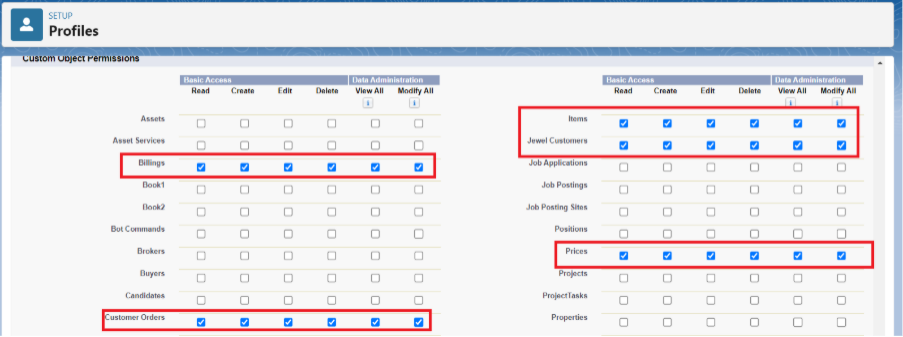 SETUP
Profiles
Custom Object Permissions
Basic Access Data Administration
Read Create Edit Delete View All Modify All
Assets
Asset Services
Billings
Book1
Book2
Bot Commands
Brokers
Buyers
Candidates
Customer Orders
Basic Access Data Administration
Read Create Edit Delete View All Modify All
Items
Jewel Customers
Job Applications
Job Postings
Job Posting Sites
Positions
Prices
Projects
ProjectTasks
Properties